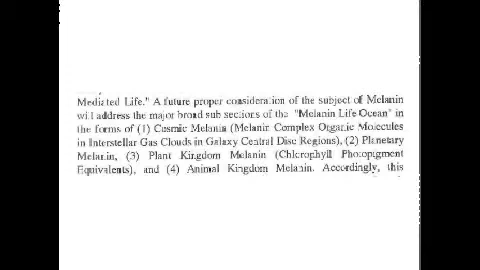 Mediated Life." A future proper consideration of the subject of Melanin
will address the major broad sub sections of the "Melanin Life Ocean" in
the forms of (1) Cosmic Melanin (Melanic Complex Organic Molecules
in Interstellar Gas Clouds in Galaxy Central Disc Regions), (2) Planetary
Melanin, (3) Plant Kingdom Melanin (Chlorophyll Photopigment
Equivalents), and (4) Animal Kingdom Melanin. Accordingly, this